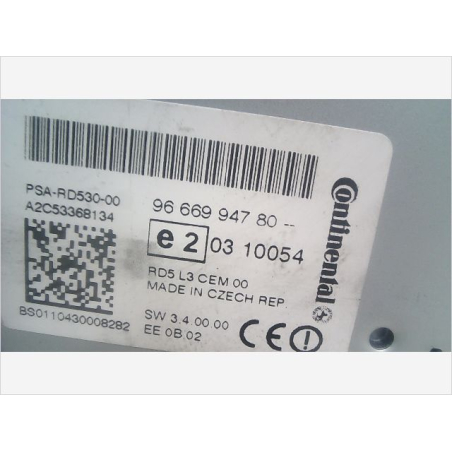 PSA-RD530-00
A2C53368134
96 669 947 80 --
e2 03 10054
RD5 L3 CEM 00
MADE IN CZECH REP.
SW 3.4.00.00
EE 0B.02
CE
BS0110430008282
Continental